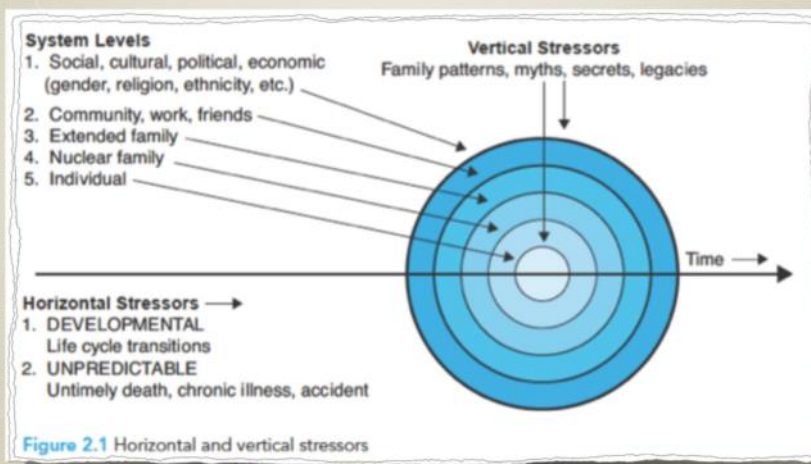 System Levels
1. Social, cultural, political, economic
(gender, religion, ethnicity, etc.)
2. Community, work, friends
3. Extended family
4. Nuclear family
5. Individual
Vertical Stressors
Family patterns, myths, secrets, legacies
Time
Horizontal Stressors
1. DEVELOPMENTAL
Life cycle transitions
2. UNPREDICTABLE
Untimely death, chronic illness, accident
Figure 2.1 Horizontal and vertical stressors